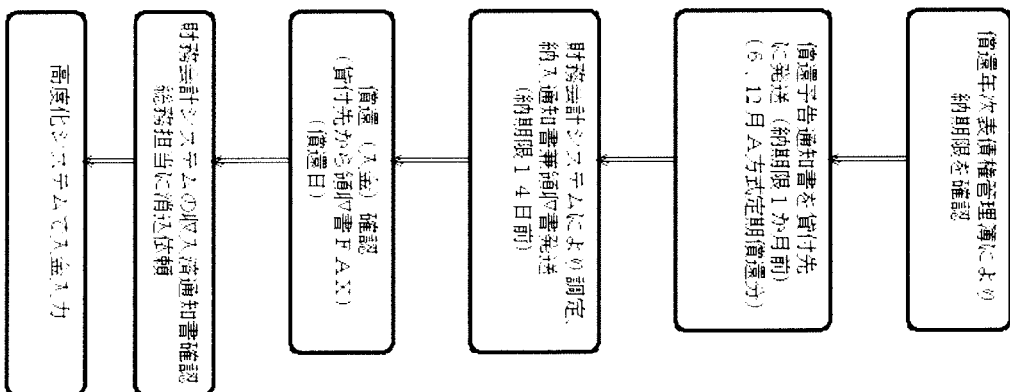 償還年次表債権管理簿により
納期限を確認
償還予告通知書を貸付先
に発送（納期限1か月前）
（6、12月A方式定期償還分）
財務会計システムにより調定、
納入通知書兼領収書発送
（納期限14日前）
償還（入金）確認
（貸付先から領収書FAX）
（償還日）
財務会計システムの収入済通知書確認
総務担当に消込依頼
高度化システムで入金入力